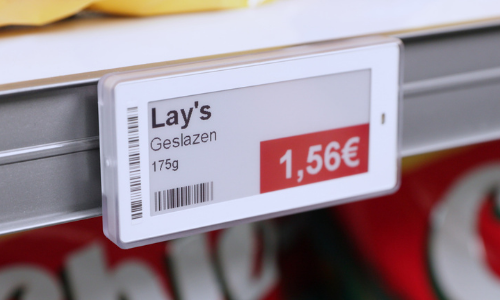 Lay's
Geslazen
175g
1,56€